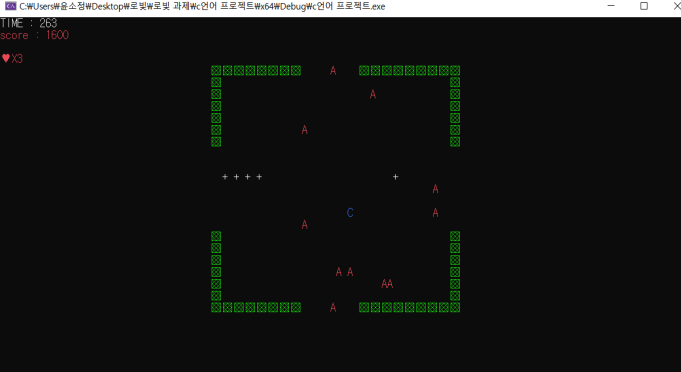 C:₩Users₩윤소정₩Desktop₩로빛₩로빛 과제₩c언어 프로젝트₩x64₩Debug₩c언어 프로젝트.exe
TIME : 263
score : 1600
♥X3
A
A
A
+ + + + +
A
C A
A
A A
AA
A